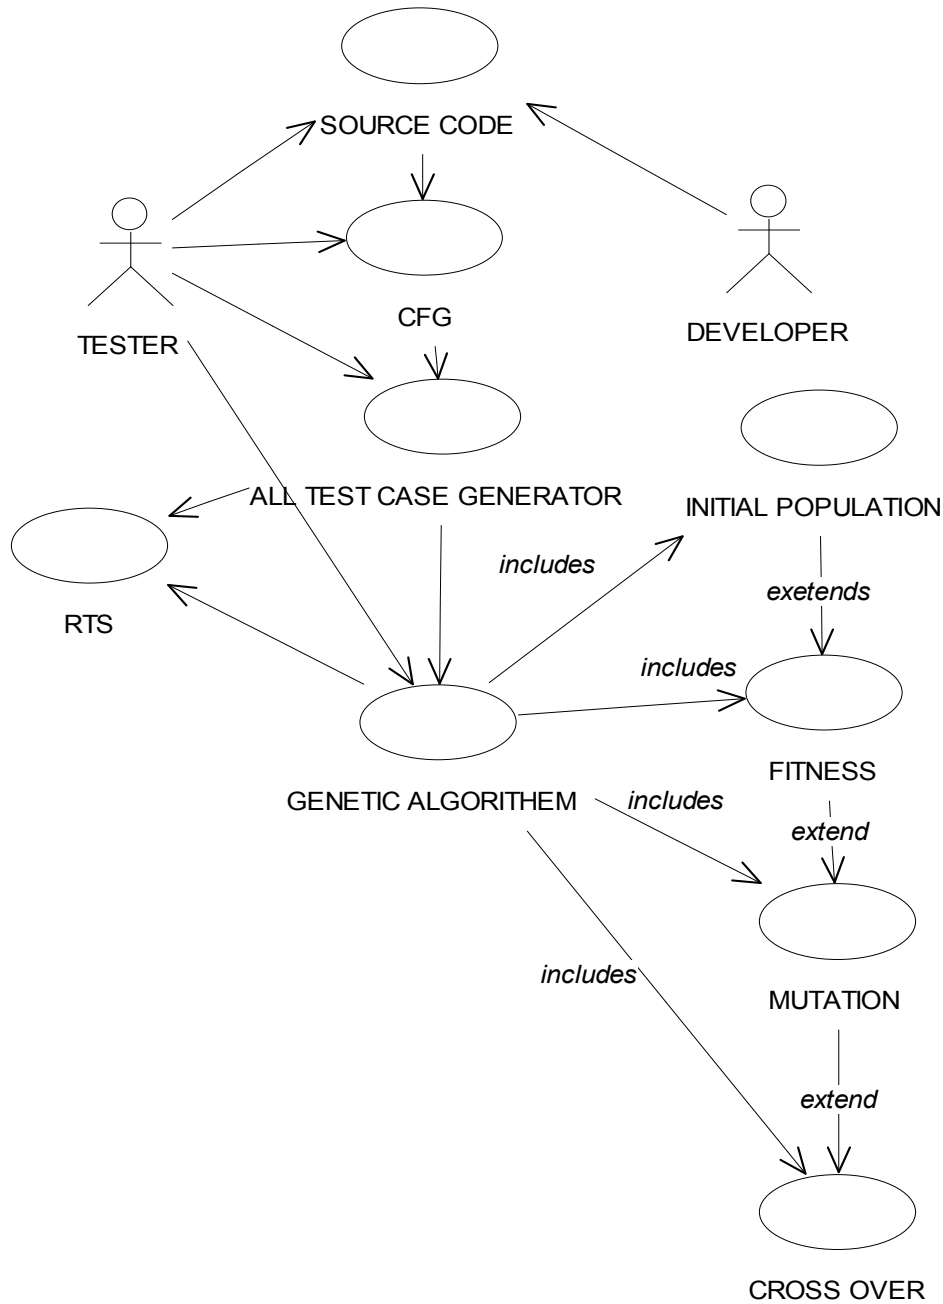 SOURCE CODE
CFG
TESTER
DEVELOPER
ALL TEST CASE GENERATOR
INITIAL POPULATION
includes
exetends
RTS
includes
FITNESS
GENETIC ALGORITHEM
includes
extend
includes
MUTATION
extend
CROSS OVER